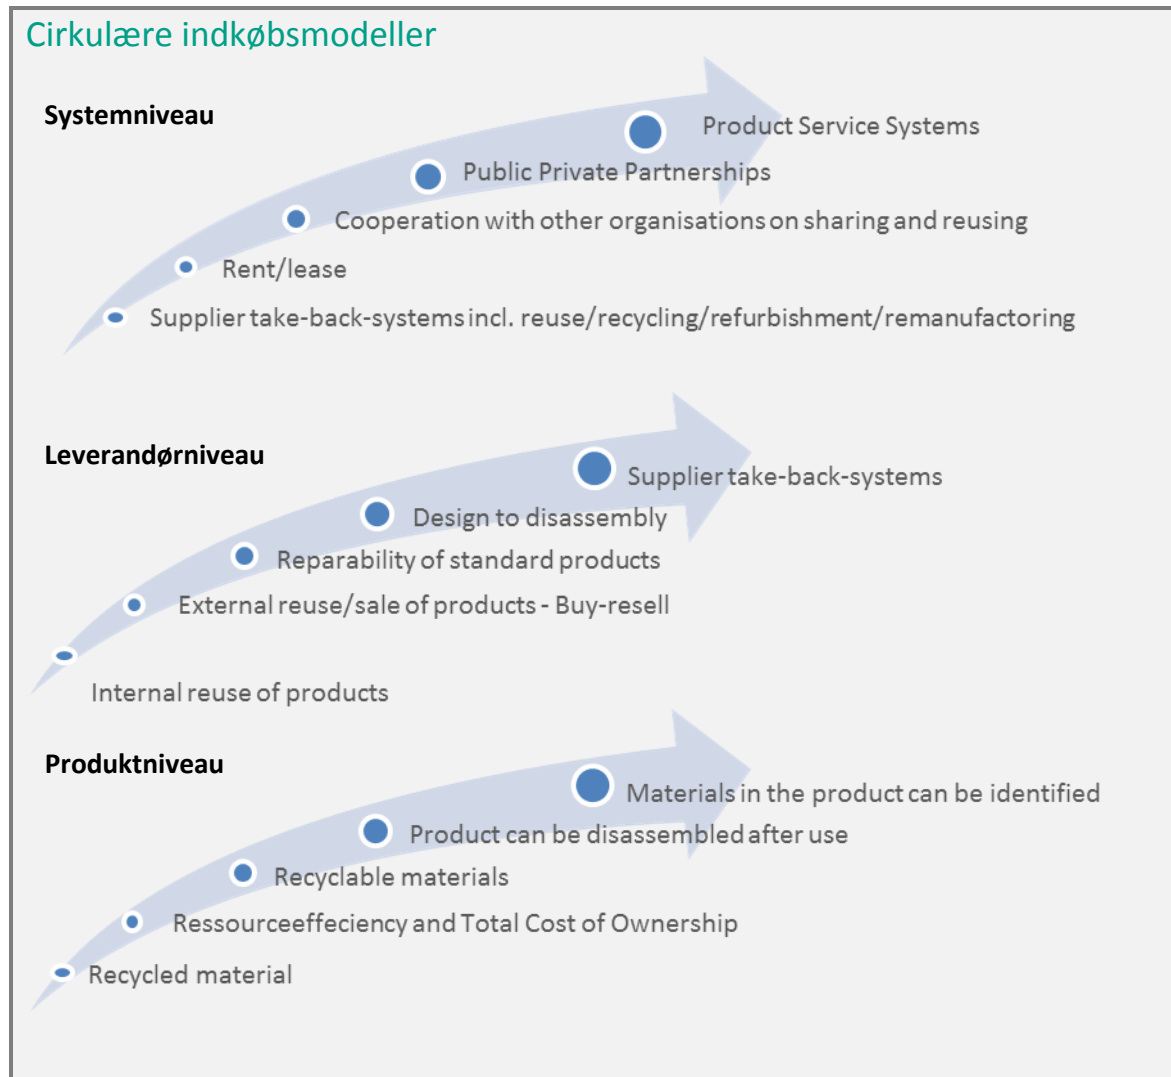 Cirkulære indkøbsmodeller
Systemniveau
Product Service Systems
Public Private Partnerships
Cooperation with other organisations on sharing and reusing
Rent/lease
Supplier take-back-systems incl. reuse/recycling/refurbishment/remanufactoring
Leverandørniveau
Supplier take-back-systems
Design to disassembly
Reparability of standard products
External reuse/sale of products - Buy-resell
Internal reuse of products
Produktniveau
Materials in the product can be identified
Product can be disassembled after use
Recyclable materials
Ressourceeffeciency and Total Cost of Ownership
Recycled material